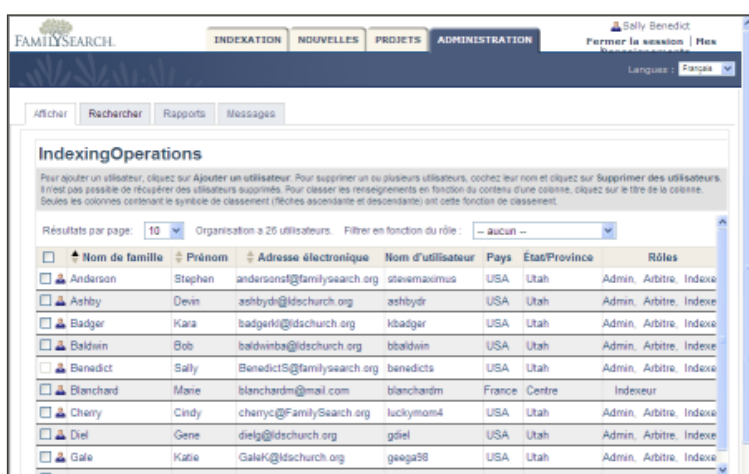 FAMILYSEARCH.
INDEXATION NOUVELLES PROJETS ADMINISTRATION
Sally Benedict
Fermer la session | Mes
Langues : Français
Afficher Rechercher Rapports Messages
IndexingOperations
Pour ajouter un utilisateur, cliquez sur Ajouter un utilisateur. Pour supprimer un ou plusieurs utilisateurs, cochez leur nom et cliquez sur Supprimer des utilisateurs.
Il n'est pas possible de récupérer des utilisateurs supprimés. Pour classer les renseignements en fonction du contenu d'une colonne, cliquez sur le titre de la colonne.
Seules les colonnes contenant le symbole de classement (flèches ascendante et descendante) ont cette fonction de classement.
Résultats par page: 10 Organisation a 26 utilisateurs. Filtrer en fonction du rôle : -- aucun --
Nom de famille Prénom Adresse électronique Nom d'utilisateur Pays État/Province Rôles
Anderson Stephen andersonsf@familysearch.org stevemaximus USA Utah Admin, Arbitre, Indexe
Ashby Devin ashbydr@ldschurch.org ashbydr USA Utah Admin, Arbitre, Indexe
Badger Kara badgerkl@ldschurch.org kbadger USA Utah Admin, Arbitre, Indexe
Baldwin Bob baldwinba@ldschurch.org bbaldwin USA Utah Admin, Arbitre, Indexe
Benedict Sally BenedictS@familysearch.org benedicts USA Utah Admin, Arbitre, Indexe
Blanchard Marie blanchardm@mail.com blanchardm France Centre Indexeur
Cherry Cindy cherryc@FamilySearch.org luckymom4 USA Utah Admin, Arbitre, Indexe
Diel Gene dielg@ldschurch.org gdiel USA Utah Admin, Arbitre, Indexe
Gale Katie GaleK@ldschurch.org geega98 USA Utah Admin, Arbitre, Indexe